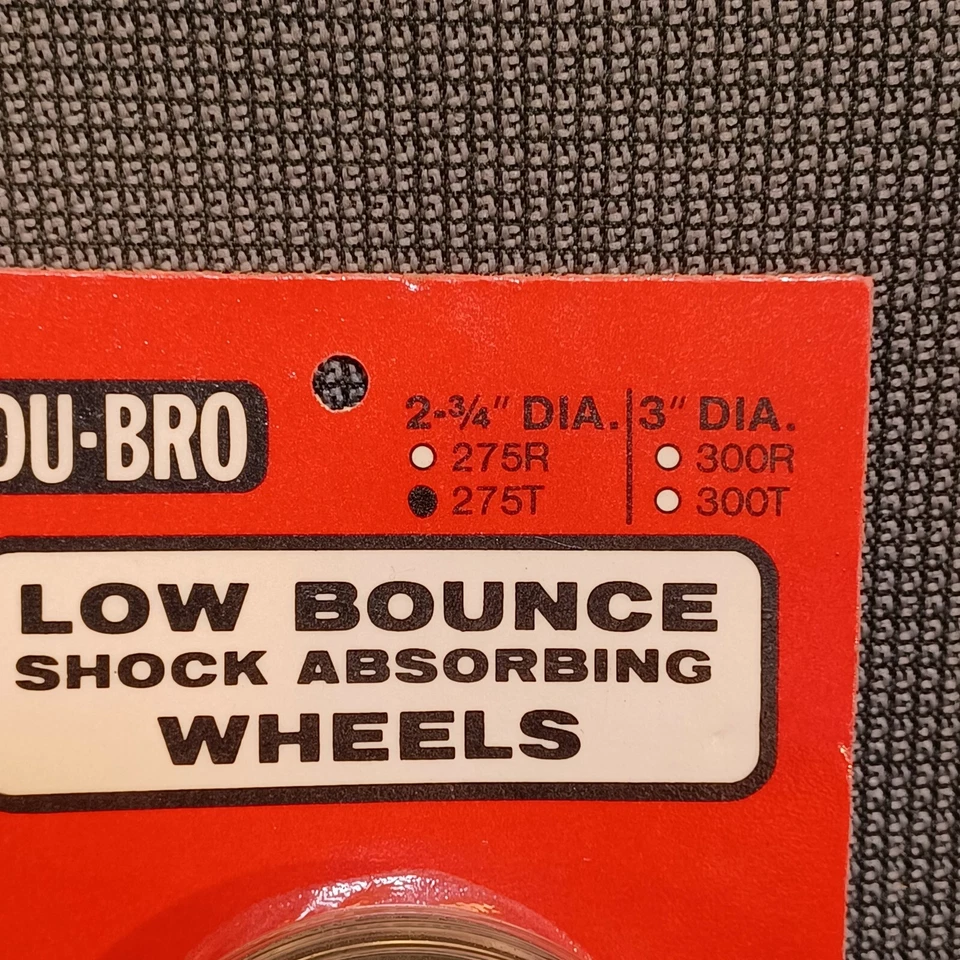 DU-BRO
2-3/4" DIA. 3" DIA.
275R 300R
275T 300T
LOW BOUNCE
SHOCK ABSORBING
WHEELS